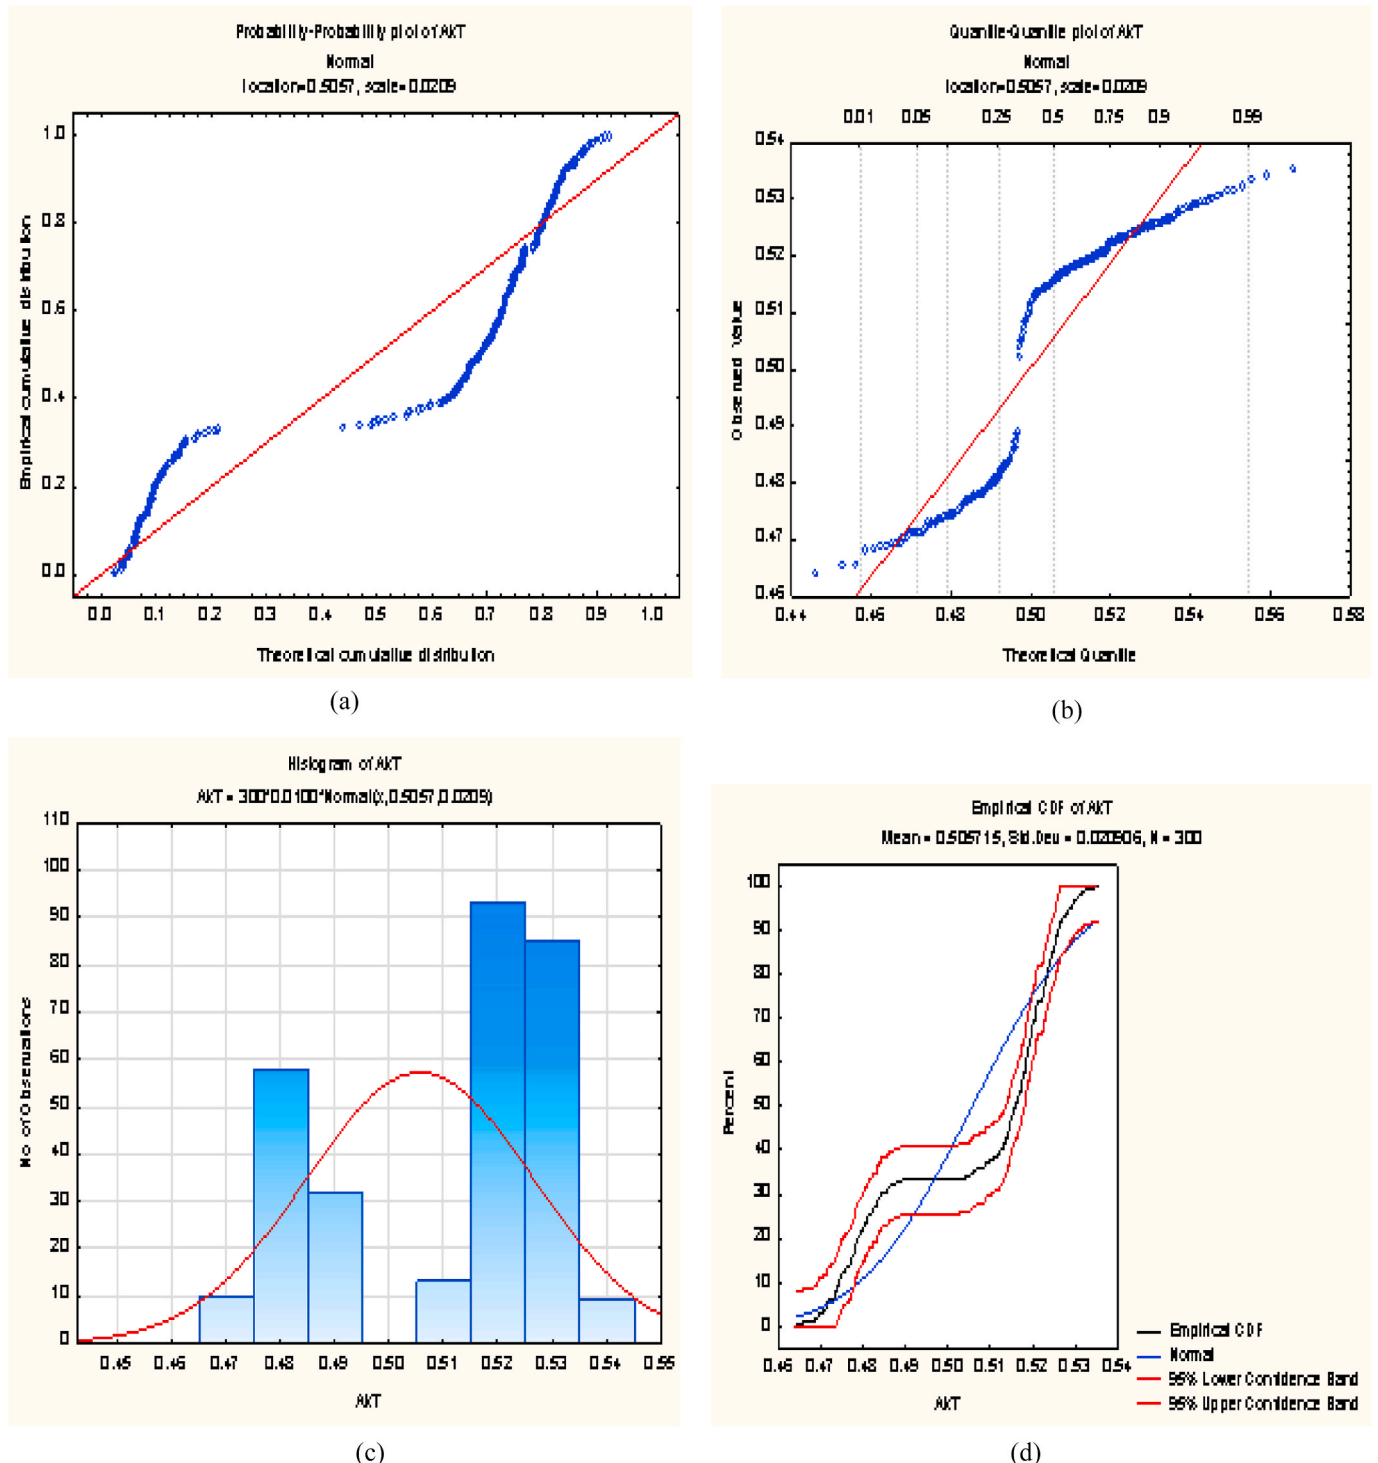 Probability-Probability plot of AkT
Normal
location=0.5057, scale=0.0209
1.0
0.8
0.6
0.4
0.2
0.0
Empirical cumulative distribution
0.0 0.1 0.2 0.3 0.4 0.5 0.6 0.7 0.8 0.9 1.0
Theoretical cumulative distribution
(a)
Quantile-Quantile plot of AkT
Normal
location=0.5057, scale=0.0209
0.01 0.05 0.25 0.5 0.75 0.9 0.99
0.54
0.53
0.52
0.51
0.50
0.49
0.48
0.47
0.46
Observed Value
0.44 0.46 0.48 0.50 0.52 0.54 0.56 0.58
Theoretical Quantile
(b)
Histogram of AkT
AkT = 300*0.0100*Normal(x,0.5057,0.0209)
110
100
90
80
70
60
50
40
30
20
10
0
No of Observations
0.45 0.46 0.47 0.48 0.49 0.50 0.51 0.52 0.53 0.54 0.55
AkT
(c)
Empirical CDF of AkT
Mean = 0.505715, Std.Dev = 0.020906, N = 300
100
90
80
70
60
50
40
30
20
10
0
Percent
0.46 0.47 0.48 0.49 0.50 0.51 0.52 0.53 0.54
AkT
Empirical CDF
Normal
95% Lower Confidence Band
95% Upper Confidence Band
(d)